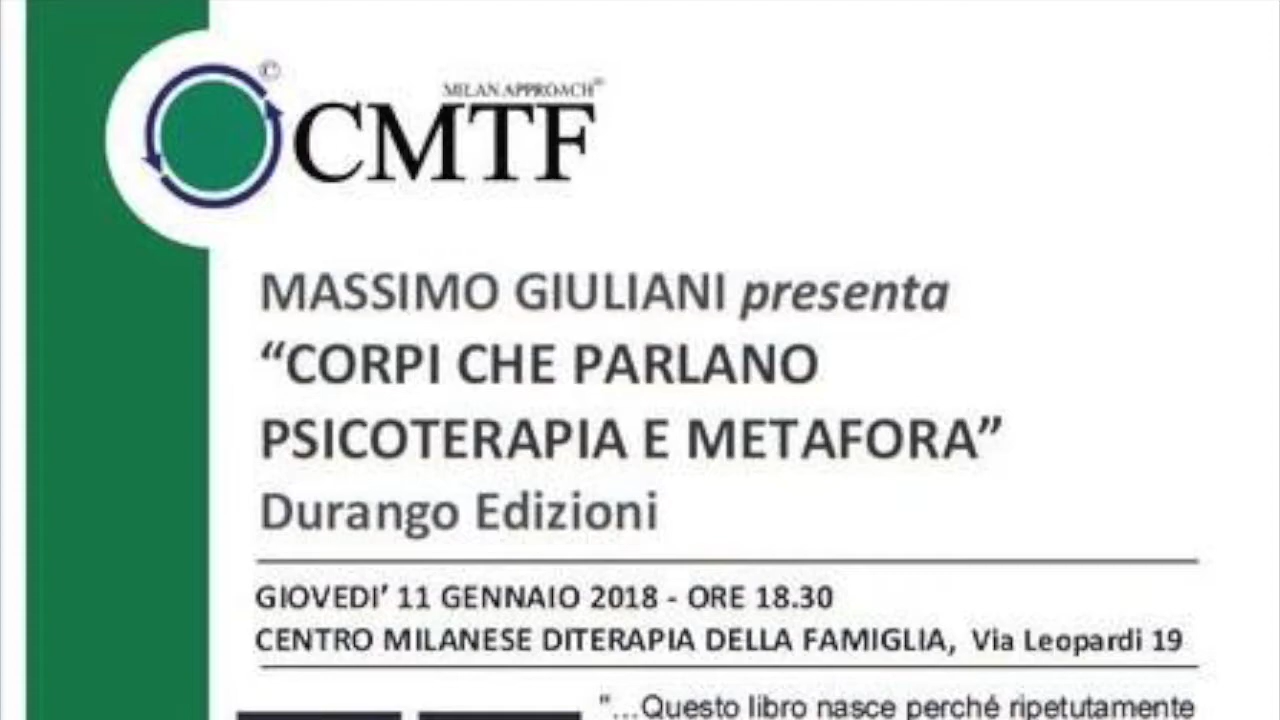 ©
MILAN APPROACH®
CMTF
MASSIMO GIULIANI presenta
“CORPI CHE PARLANO
PSICOTERAPIA E METAFORA”
Durango Edizioni
GIOVEDI’ 11 GENNAIO 2018 - ORE 18.30
CENTRO MILANESE DITERAPIA DELLA FAMIGLIA, Via Leopardi 19
"...Questo libro nasce perché ripetutamente